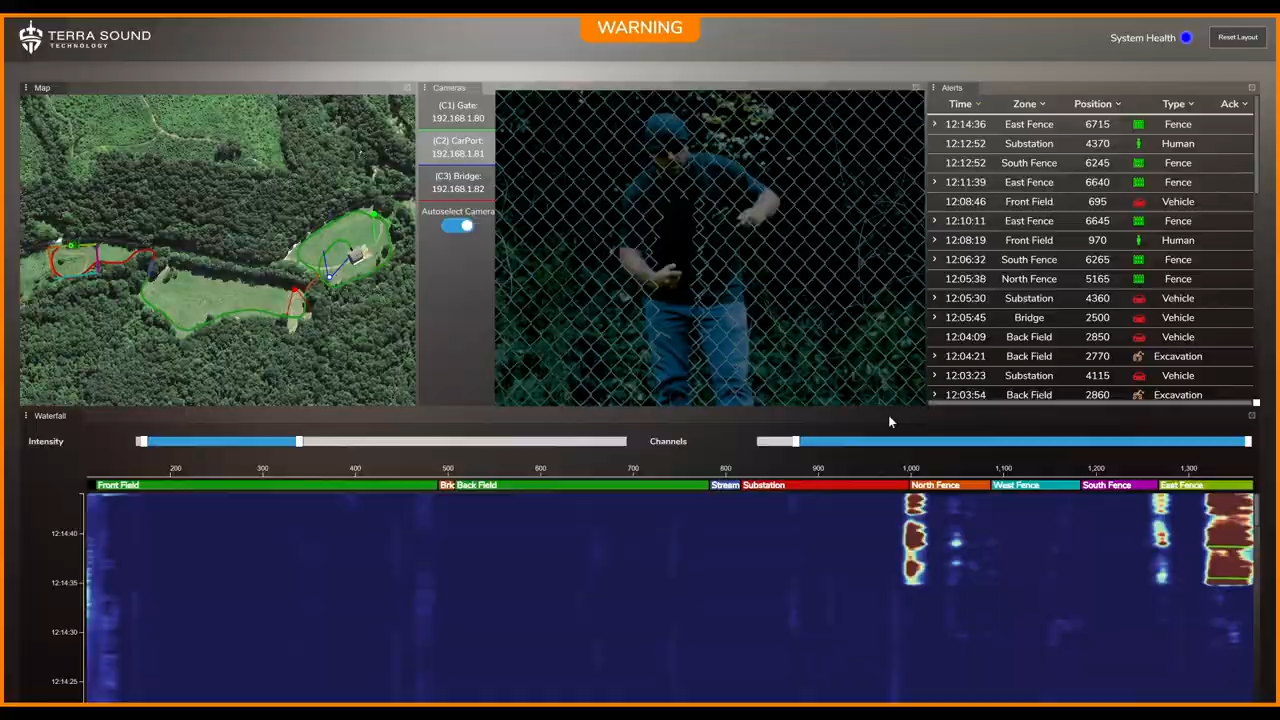 WARNING
TERRA SOUND
TECHNOLOGY
System Health
Reset Layout
Map
Cameras
Alerts
(C1) Gate:
192.168.1.80
(C2) CarPort:
192.168.1.81
(C3) Bridge:
192.168.1.82
Autoselect Camera
Time Zone Position Type Ack
12:14:36 East Fence 6715 Fence
12:12:52 Substation 4370 Human
12:12:52 South Fence 6245 Fence
12:11:39 East Fence 6640 Fence
12:08:46 Front Field 695 Vehicle
12:10:11 East Fence 6645 Fence
12:08:19 Front Field 970 Human
12:06:32 South Fence 6265 Fence
12:05:38 North Fence 5165 Fence
12:05:30 Substation 4360 Vehicle
12:05:45 Bridge 2500 Vehicle
12:04:09 Back Field 2850 Vehicle
12:04:21 Back Field 2770 Excavation
12:03:23 Substation 4115 Vehicle
12:03:54 Back Field 2860 Excavation
Waterfall
Intensity
Channels
200 300 400 500 600 700 800 900 1,000 1,100 1,200 1,300
Front Field Bric Back Field Stream Substation North Fence West Fence South Fence East Fence
12:14:40
12:14:35
12:14:30
12:14:25